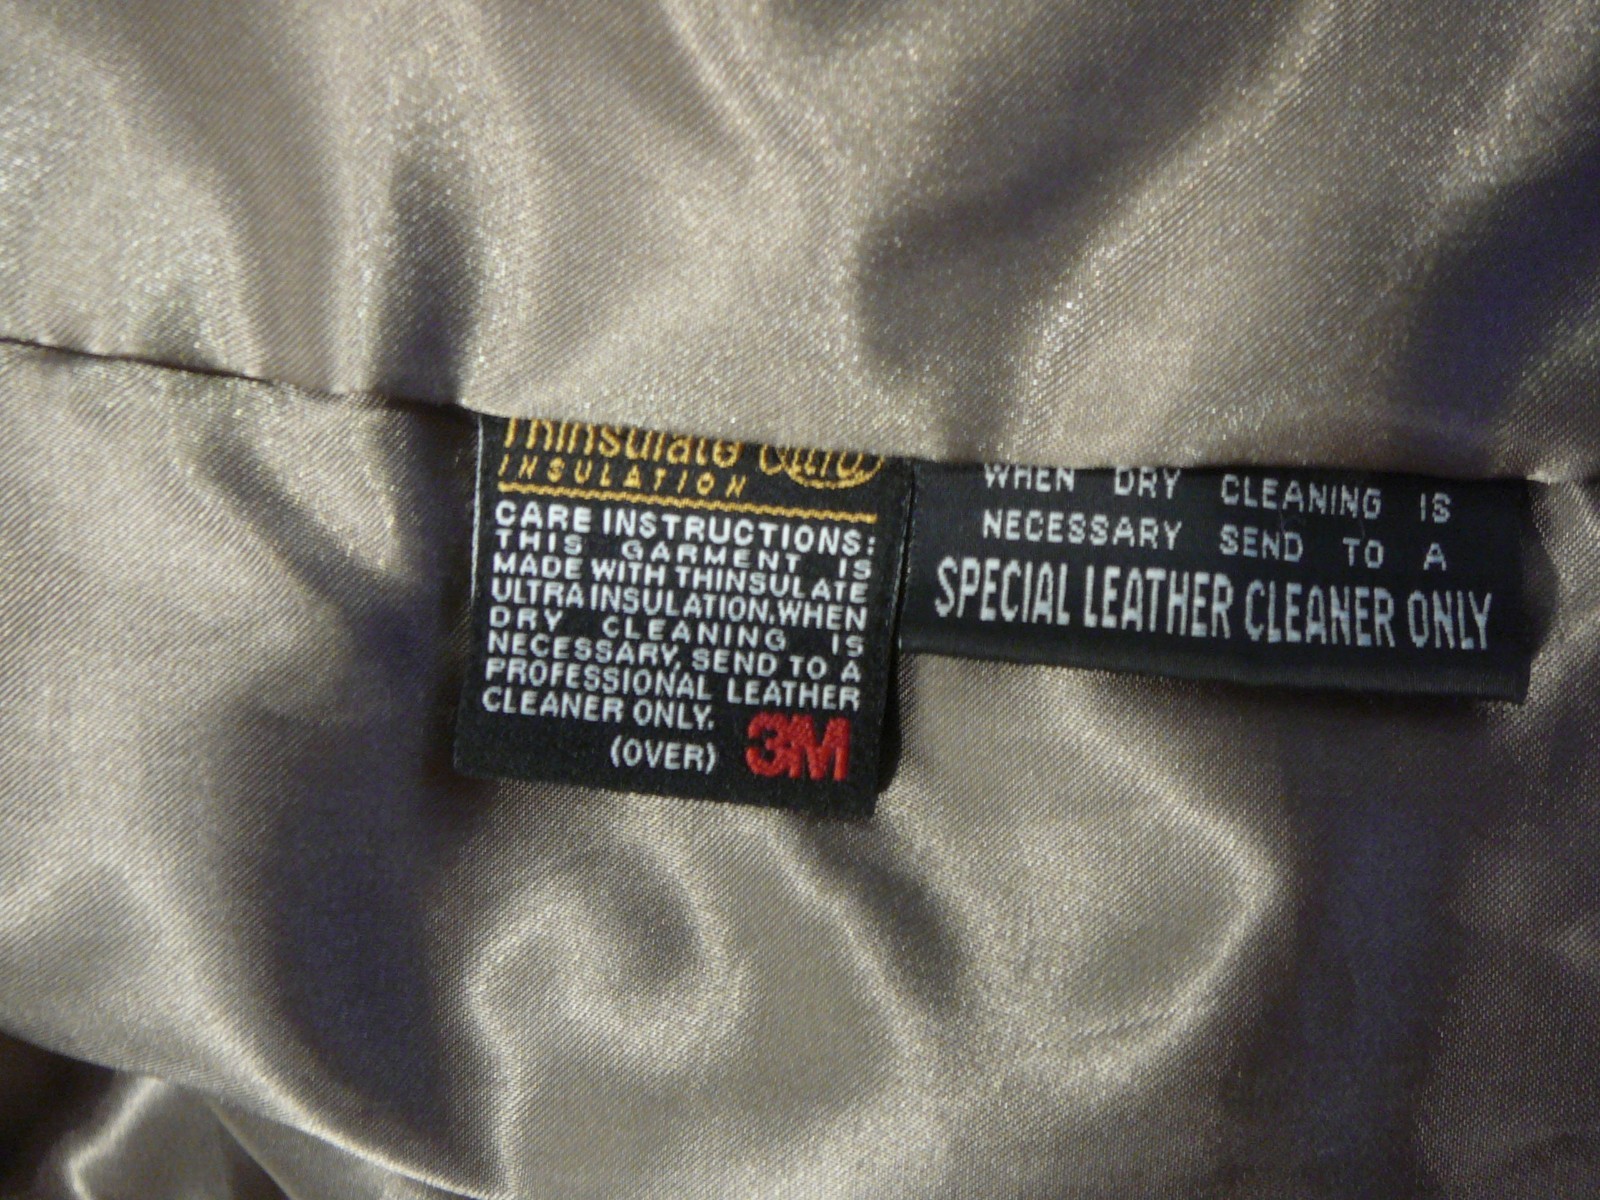 Thinsulate Ultra
INSULATION
CARE INSTRUCTIONS:
THIS GARMENT IS
MADE WITH THINSULATE
ULTRA INSULATION. WHEN
DRY CLEANING IS
NECESSARY, SEND TO A
PROFESSIONAL LEATHER
CLEANER ONLY.
(OVER) 3M
WHEN DRY CLEANING IS
NECESSARY SEND TO A
SPECIAL LEATHER CLEANER ONLY